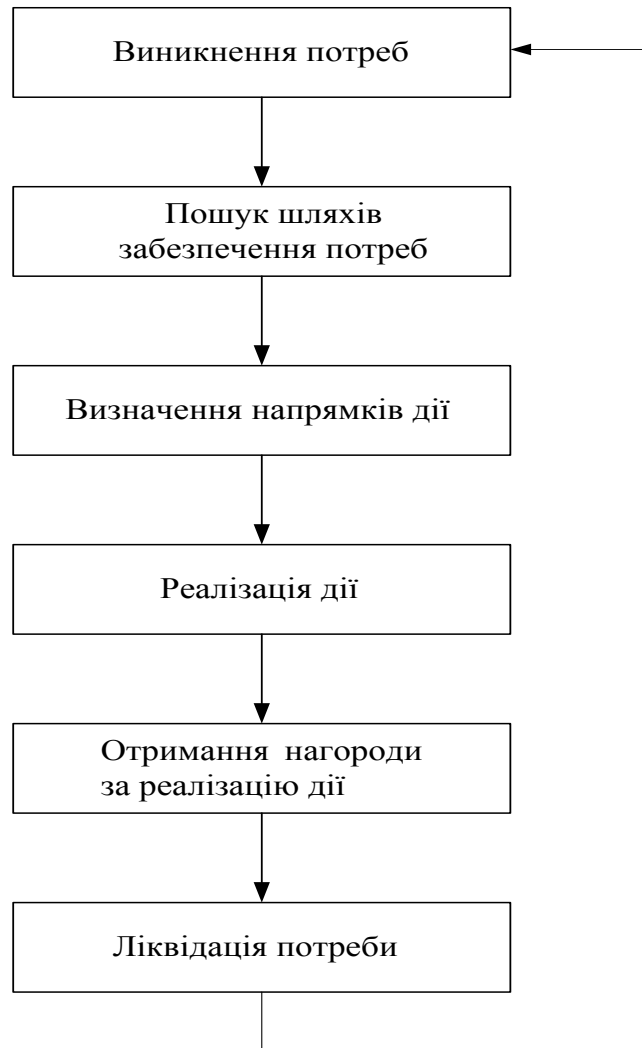 Виникнення потреб
Пошук шляхів
забезпечення потреб
Визначення напрямків дії
Реалізація дії
Отримання нагороди
за реалізацію дії
Ліквідація потреби